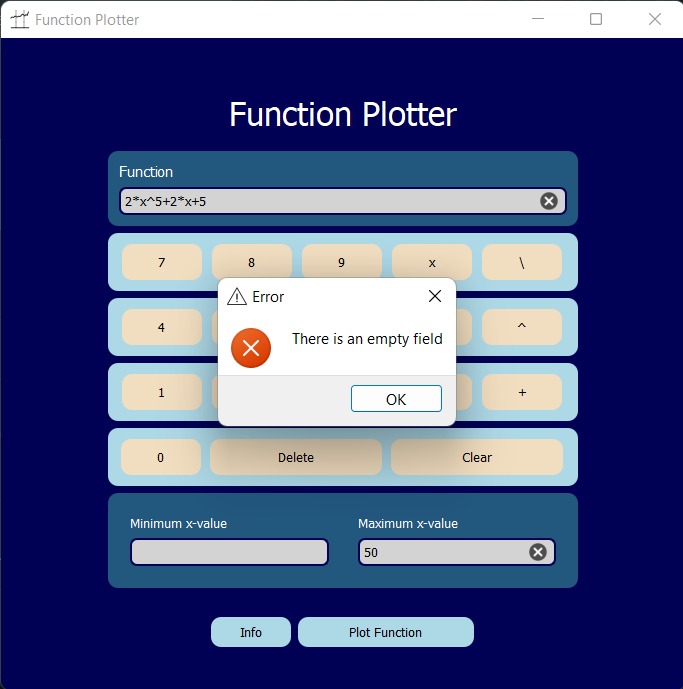 Function Plotter
Function Plotter
Function
2*x^5+2*x+5
7 8 9 x \
Error
4 ^
There is an empty field
1 +
OK
0 Delete Clear
Minimum x-value Maximum x-value
50
Info Plot Function